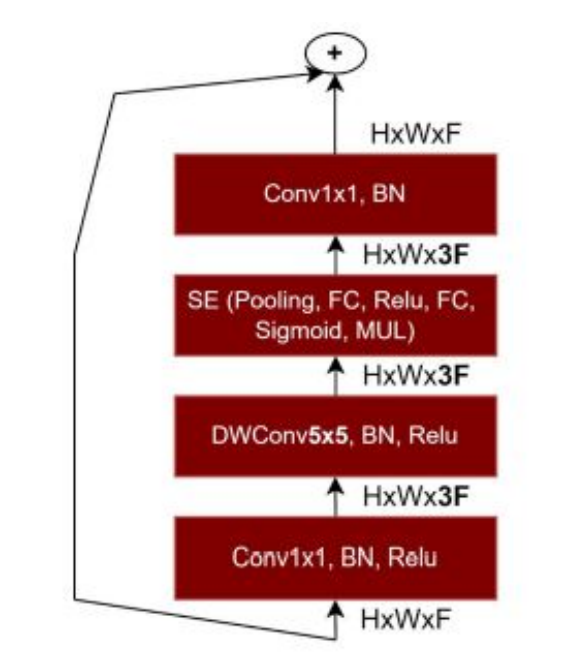 +
HxWxF
Conv1x1, BN
HxWx3F
SE (Pooling, FC, Relu, FC,
Sigmoid, MUL)
HxWx3F
DWConv5x5, BN, Relu
HxWx3F
Conv1x1, BN, Relu
HxWxF